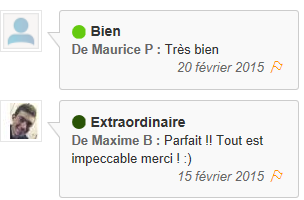 Bien
De Maurice P : Très bien
20 février 2015
Extraordinaire
De Maxime B : Parfait !! Tout est
impeccable merci ! :)
15 février 2015